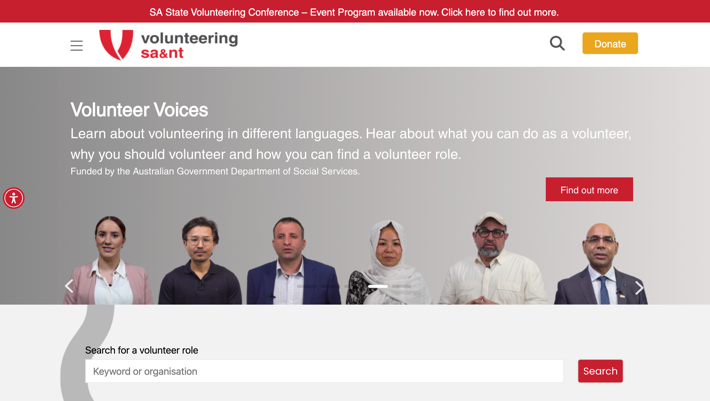 SA State Volunteering Conference – Event Program available now. Click here to find out more.
volunteering
sa&nt
Donate
Volunteer Voices
Learn about volunteering in different languages. Hear about what you can do as a volunteer,
why you should volunteer and how you can find a volunteer role.
Funded by the Australian Government Department of Social Services.
Find out more
Search for a volunteer role
Keyword or organisation
Search